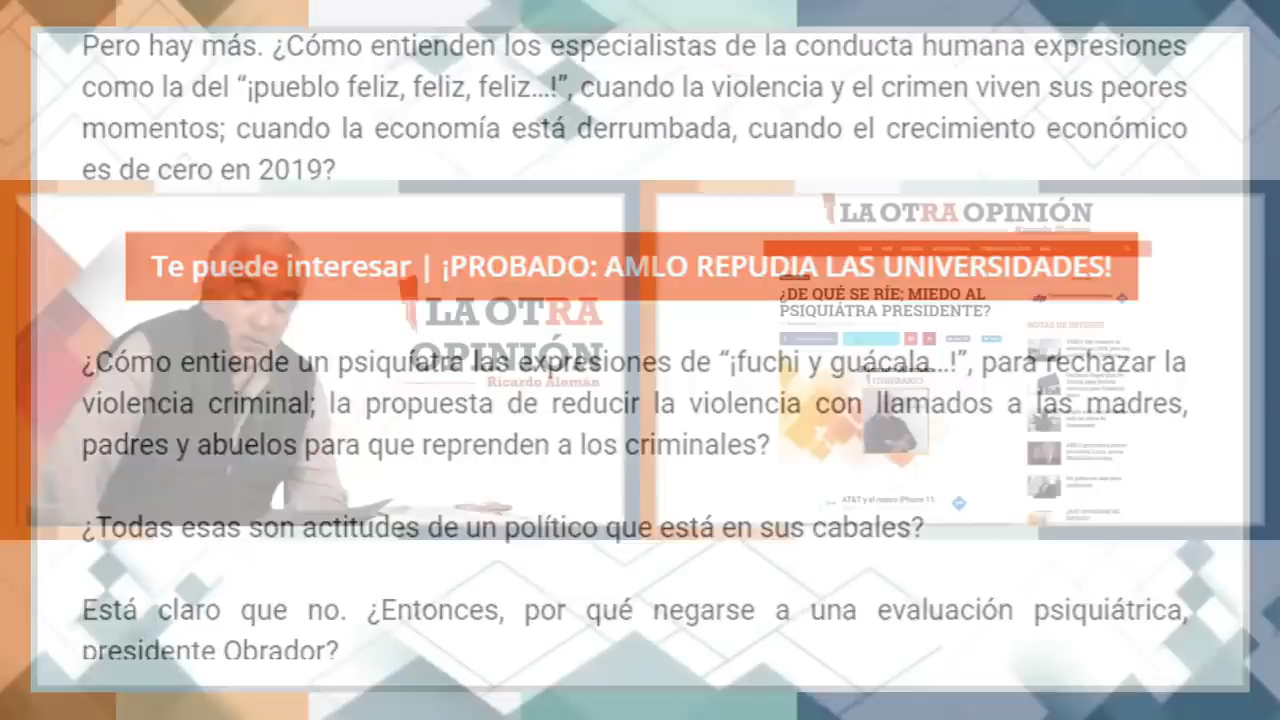 Pero hay más. ¿Cómo entienden los especialistas de la conducta humana expresiones
como la del “¡pueblo feliz, feliz, feliz...!”, cuando la violencia y el crimen viven sus peores
momentos; cuando la economía está derrumbada, cuando el crecimiento económico
es de cero en 2019?
LA OTRA OPINIÓN
Te puede interesar | ¡PROBADO: AMLO REPUDIA LAS UNIVERSIDADES!
¿DE QUÉ SE RÍE; MIEDO AL
PSIQUIÁTRA PRESIDENTE?
NOTAS DE INTERÉS
LA OTRA
OPINIÓN
Ricardo Alemán
¿Cómo entiende un psiquiatra las expresiones de “¡fuchi y guácala...!”, para rechazar la
violencia criminal; la propuesta de reducir la violencia con llamados a las madres,
padres y abuelos para que reprenden a los criminales?
AT&T y el nuevo iPhone 11.
¿Todas esas son actitudes de un político que está en sus cabales?
Está claro que no. ¿Entonces, por qué negarse a una evaluación psiquiátrica,
presidente Obrador?